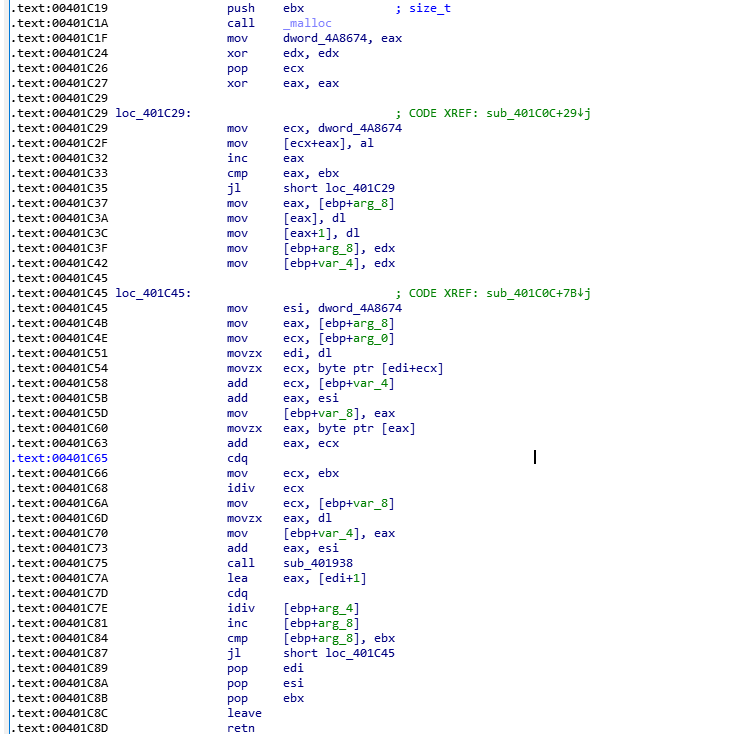 .text:00401C19 push ebx ; size_t
.text:00401C1A call _malloc
.text:00401C1F mov dword_4A8674, eax
.text:00401C24 xor edx, edx
.text:00401C26 pop ecx
.text:00401C27 xor eax, eax
.text:00401C29
.text:00401C29 loc_401C29: ; CODE XREF: sub_401C0C+29↓j
.text:00401C29 mov ecx, dword_4A8674
.text:00401C2F mov [ecx+eax], al
.text:00401C32 inc eax
.text:00401C33 cmp eax, ebx
.text:00401C35 jl short loc_401C29
.text:00401C37 mov eax, [ebp+arg_8]
.text:00401C3A mov [eax], dl
.text:00401C3C mov [eax+1], dl
.text:00401C3F mov [ebp+arg_8], edx
.text:00401C42 mov [ebp+var_4], edx
.text:00401C45
.text:00401C45 loc_401C45: ; CODE XREF: sub_401C0C+7B↓j
.text:00401C45 mov esi, dword_4A8674
.text:00401C4B mov eax, [ebp+arg_8]
.text:00401C4E mov ecx, [ebp+arg_0]
.text:00401C51 movzx edi, dl
.text:00401C54 movzx ecx, byte ptr [edi+ecx]
.text:00401C58 add ecx, [ebp+var_4]
.text:00401C5B add eax, esi
.text:00401C5D mov [ebp+var_8], eax
.text:00401C60 movzx eax, byte ptr [eax]
.text:00401C63 add eax, ecx
.text:00401C65 cdq
.text:00401C66 mov ecx, ebx
.text:00401C68 idiv ecx
.text:00401C6A mov ecx, [ebp+var_8]
.text:00401C6D movzx eax, dl
.text:00401C70 mov [ebp+var_4], eax
.text:00401C73 add eax, esi
.text:00401C75 call sub_401938
.text:00401C7A lea eax, [edi+1]
.text:00401C7D cdq
.text:00401C7E idiv [ebp+arg_4]
.text:00401C81 inc [ebp+arg_8]
.text:00401C84 cmp [ebp+arg_8], ebx
.text:00401C87 jl short loc_401C45
.text:00401C89 pop edi
.text:00401C8A pop esi
.text:00401C8B pop ebx
.text:00401C8C leave
.text:00401C8D retn